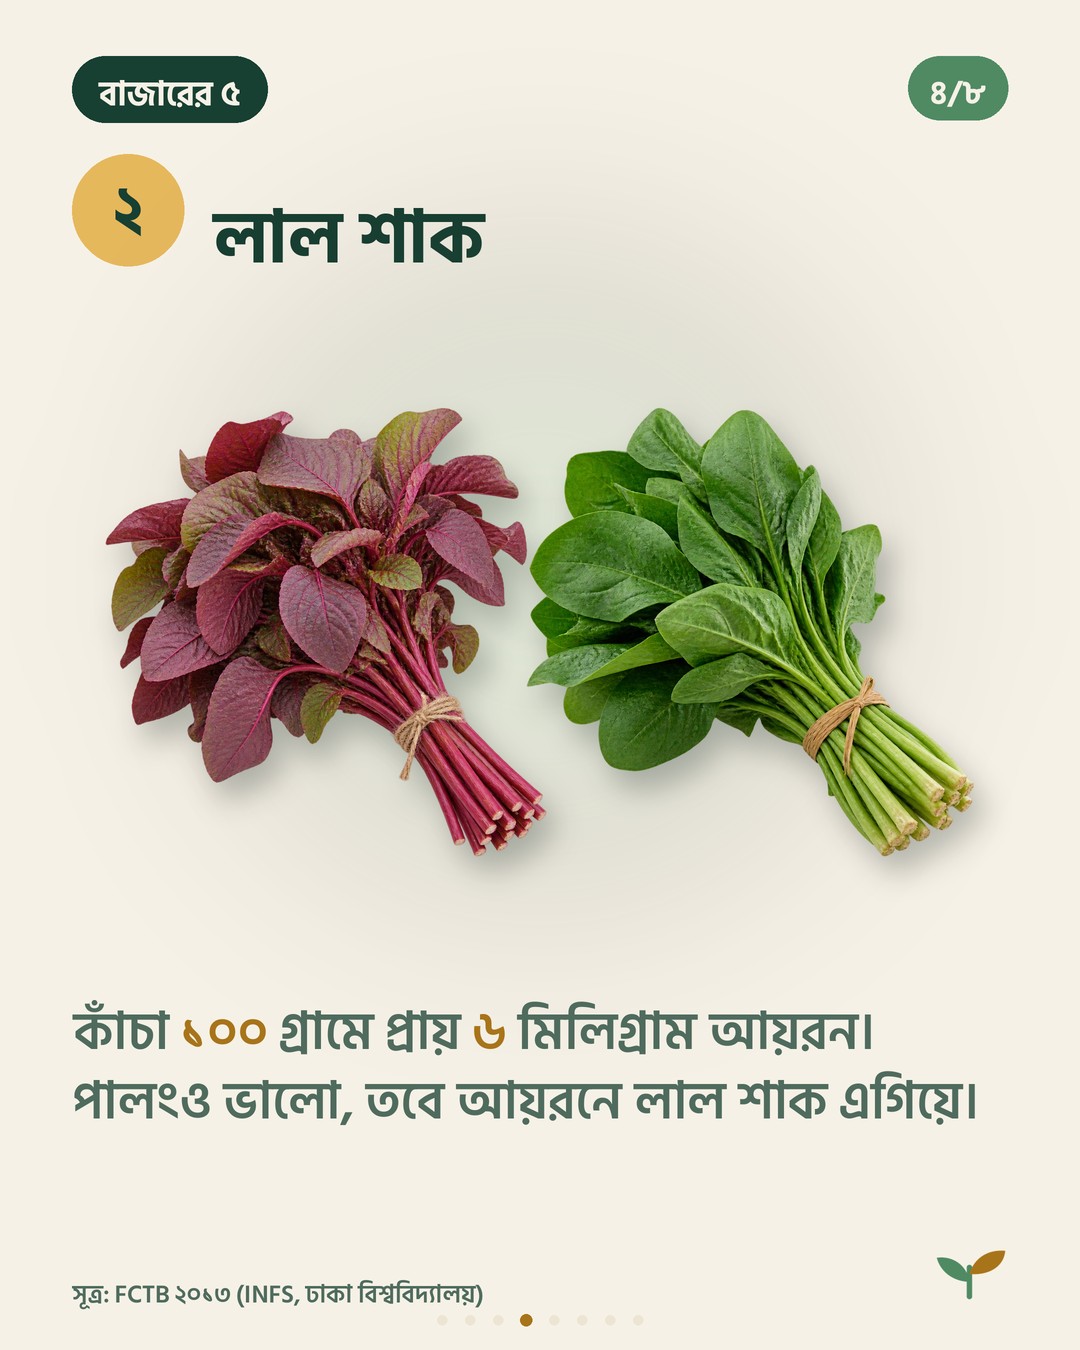 বাজারের ৫
৪/৮
২
লাল শাক
কাঁচা ১০০ গ্রামে প্রায় ৬ মিলিগ্রাম আয়রন।
পালংও ভালো, তবে আয়রনে লাল শাক এগিয়ে।
সূত্র: FCTB ২০১৩ (INFS, ঢাকা বিশ্ববিদ্যালয়)